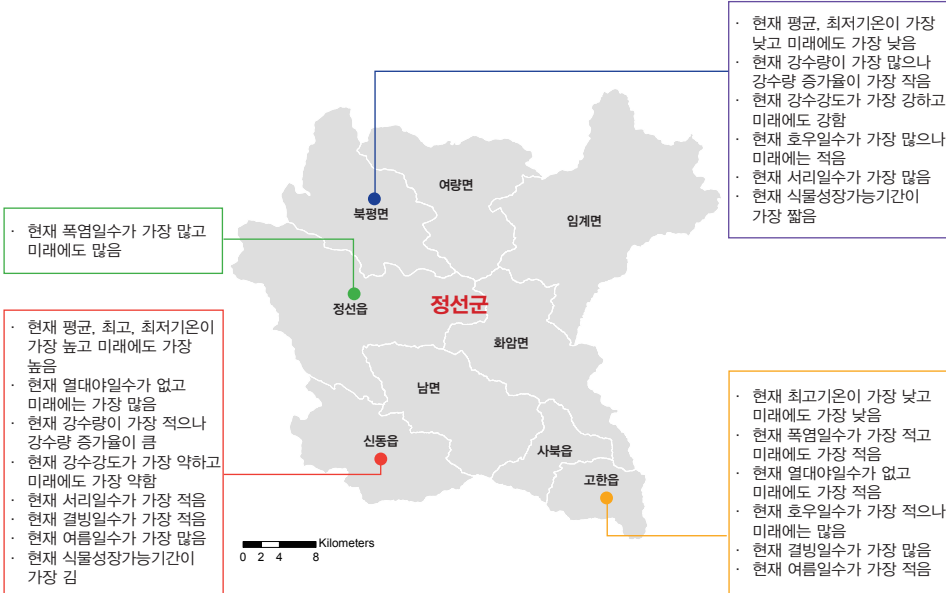 · 현재 평균, 최저기온이 가장
낮고 미래에도 가장 낮음
· 현재 강수량이 가장 많으나
강수량 증가율이 가장 작음
· 현재 강수강도가 가장 강하고
미래에도 강함
· 현재 호우일수가 가장 많으나
미래에는 적음
· 현재 서리일수가 가장 많음
· 현재 식물성장가능기간이
가장 짧음
여량면
북평면
임계면
· 현재 폭염일수가 가장 많고
미래에도 많음
정선읍
정선군
화암면
남면
신동읍
사북읍
고한읍
· 현재 평균, 최고, 최저기온이
가장 높고 미래에도 가장
높음
· 현재 열대야일수가 없고
미래에는 가장 많음
· 현재 강수량이 가장 적으나
강수량 증가율이 큼
· 현재 강수강도가 가장 약하고
미래에도 가장 약함
· 현재 서리일수가 가장 적음
· 현재 결빙일수가 가장 적음
· 현재 여름일수가 가장 많음
· 현재 식물성장가능기간이
가장 김
· 현재 최고기온이 가장 낮고
미래에도 가장 낮음
· 현재 폭염일수가 가장 적고
미래에도 가장 적음
· 현재 열대야일수가 없고
미래에도 가장 적음
· 현재 호우일수가 가장 적으나
미래에는 많음
· 현재 결빙일수가 가장 많음
· 현재 여름일수가 가장 적음
Kilometers
0 2 4 8